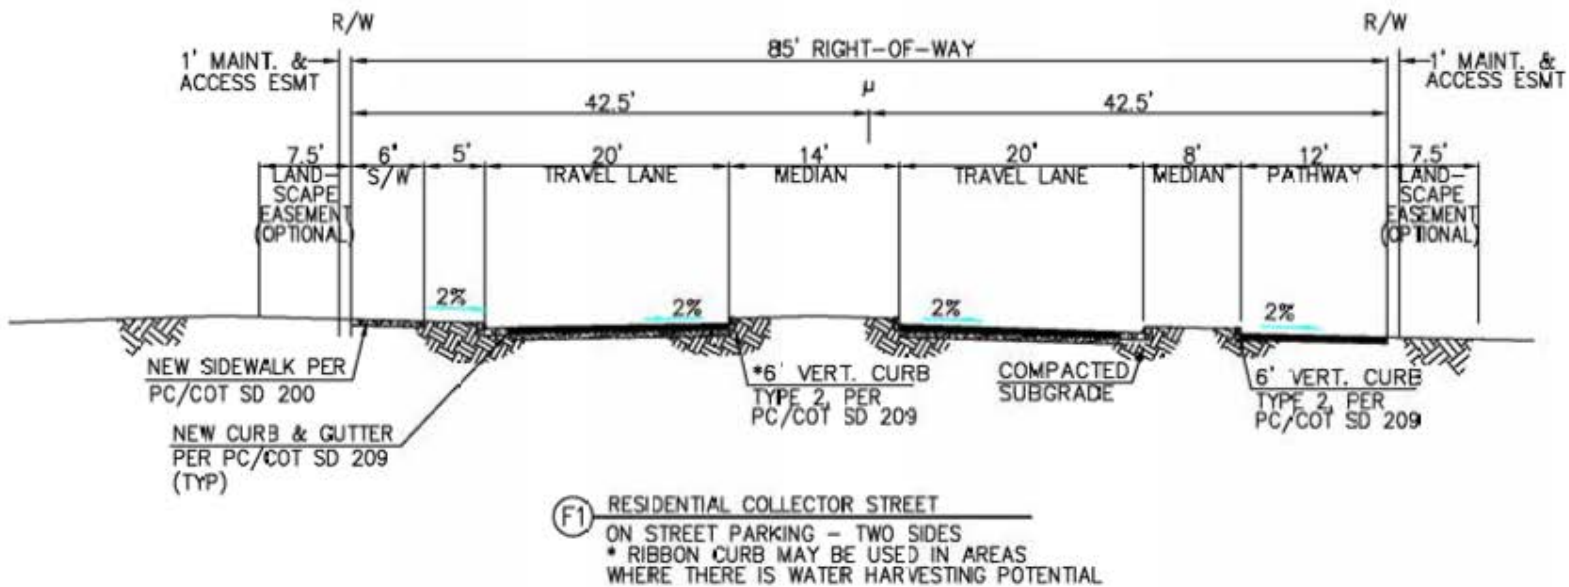 R/W
R/W
1' MAINT. &
ACCESS ESMT
85' RIGHT-OF-WAY
1' MAINT. &
ACCESS ESMT
μ
42.5'
42.5'
7.5'
LAND-
SCAPE
EASEMENT
(OPTIONAL)
6'
S/W
5'
20'
TRAVEL LANE
14'
MEDIAN
20'
TRAVEL LANE
8'
MEDIAN
12'
PATHWAY
7.5'
LAND-
SCAPE
EASEMENT
(OPTIONAL)
2%
2%
2%
2%
NEW SIDEWALK PER
PC/COT SD 200
NEW CURB & GUTTER
PER PC/COT SD 209
(TYP)
*6' VERT. CURB
TYPE 2, PER
PC/COT SD 209
COMPACTED
SUBGRADE
6' VERT. CURB
TYPE 2, PER
PC/COT SD 209
F1
RESIDENTIAL COLLECTOR STREET
ON STREET PARKING - TWO SIDES
* RIBBON CURB MAY BE USED IN AREAS
WHERE THERE IS WATER HARVESTING POTENTIAL